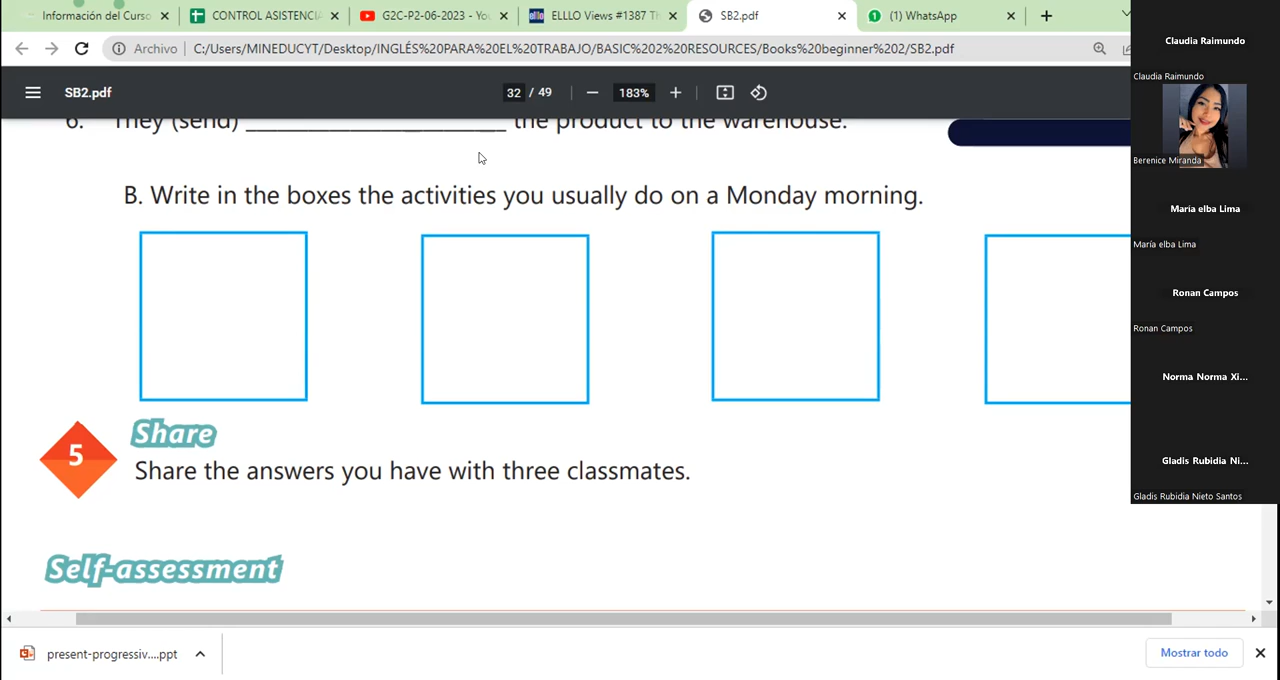 Información del Curso
CONTROL ASISTENCIA
G2C-P2-06-2023 - You
ELLLO Views #1387 Th
SB2.pdf
(1) WhatsApp
Archivo
C:/Users/MINEDUCYT/Desktop/INGLÉS%20PARA%20EL%20TRABAJO/BASIC%202%20RESOURCES/Books%20beginner%202/SB2.pdf
SB2.pdf
32 / 49
183%
6. They (send) ____________________ the product to the warehouse.
B. Write in the boxes the activities you usually do on a Monday morning.
5
Share
Share the answers you have with three classmates.
Self-assessment
present-progressiv....ppt
Mostrar todo
Claudia Raimundo
Claudia Raimundo
Berenice Miranda
María elba Lima
María elba Lima
Ronan Campos
Ronan Campos
Norma Norma Xi...
Gladis Rubidia Ni...
Gladis Rubidia Nieto Santos